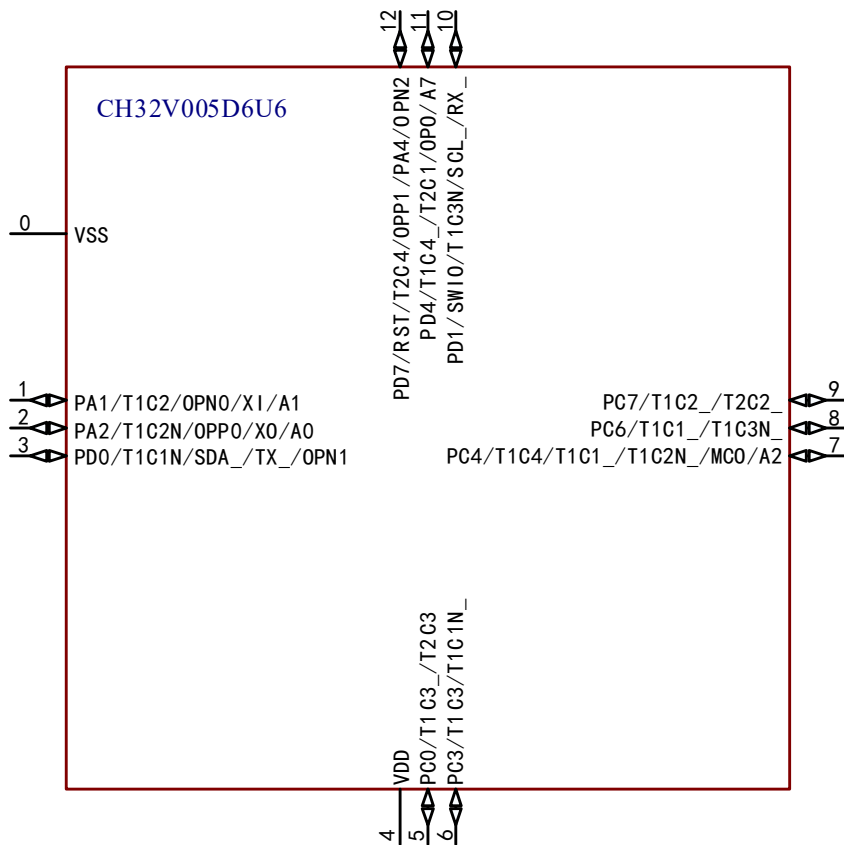 12
11
10
CH32V005D6U6
PD7/RST/T2C4/OPP1/PA4/OPN2
PD4/T1C4_/T2C1/OPO/A7
PD1/SWIO/T1C3N/SCL_/RX_
0
VSS
1
PA1/T1C2/OPN0/XI/A1
2
PA2/T1C2N/OPP0/XO/A0
3
PD0/T1C1N/SDA_/TX_/OPN1
PC7/T1C2_/T2C2_
9
PC6/T1C1_/T1C3N_
8
PC4/T1C4/T1C1_/T1C2N_/MCO/A2
7
VDD
PC0/T1C3_/T2C3
PC3/T1C3/T1C1N_
4
5
6